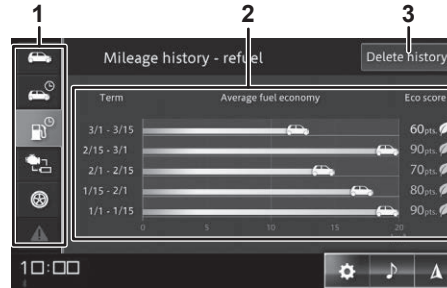 1 2 3
Mileage history - refuel Delete history
Term Average fuel economy Eco score
3/1 - 3/15 60pts.
2/15 - 3/1 90pts.
2/1 - 2/15 70pts.
1/15 - 2/1 80pts.
1/1 - 1/15 90pts.
0 5 10 15 20
1□:□□
A